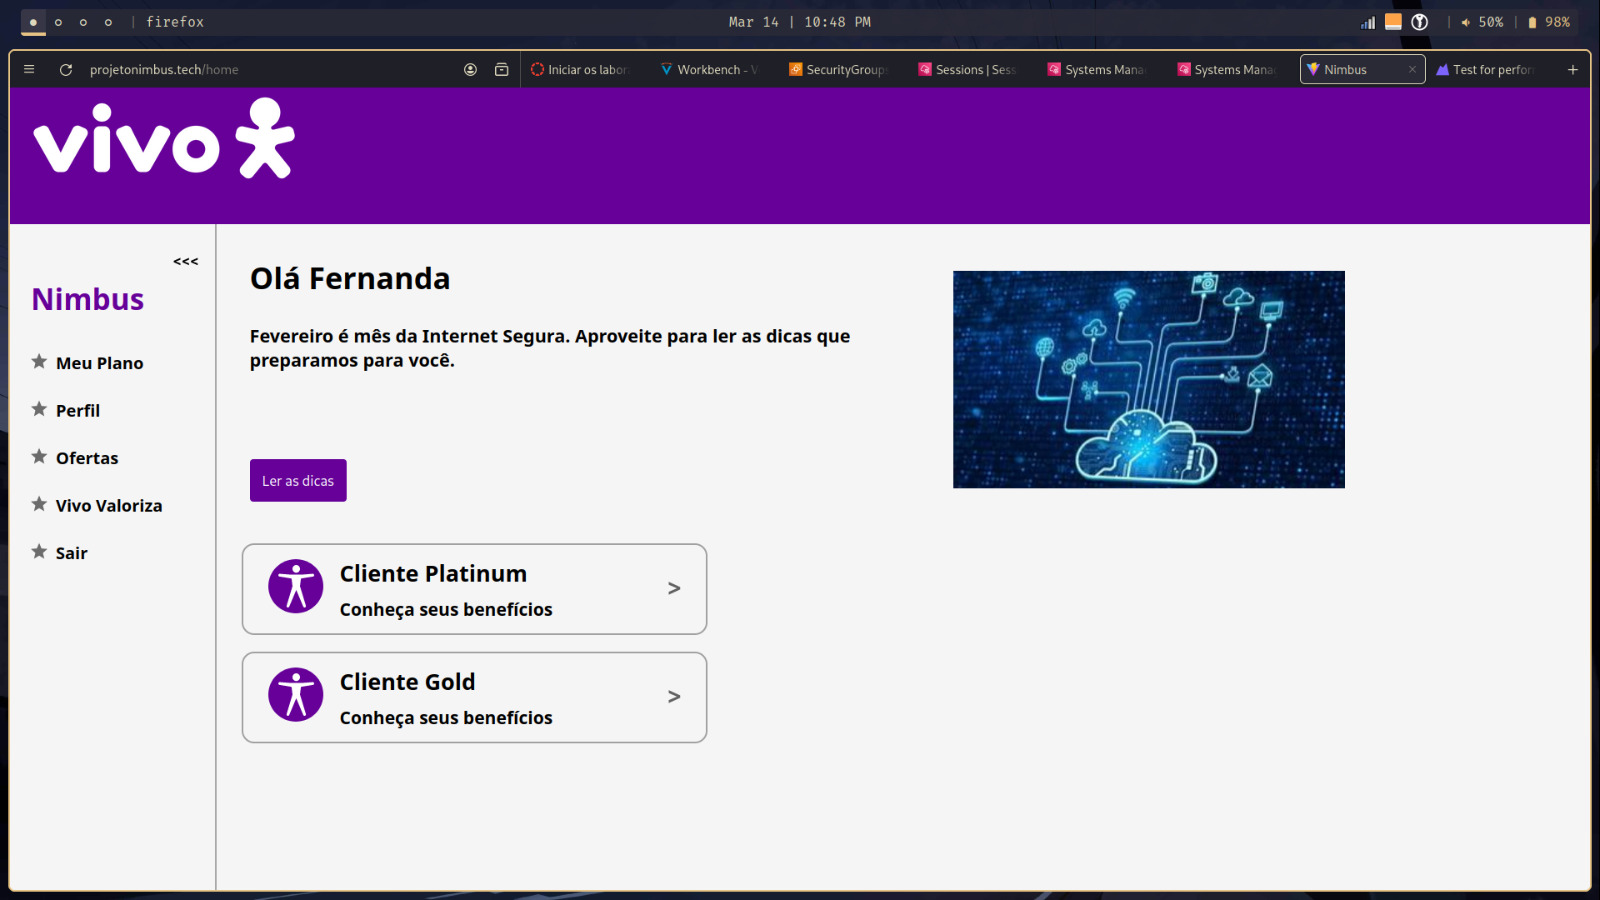 firefox
Mar 14 | 10:48 PM
50%
98%
projetonimbus.tech/home
Iniciar os labor
Workbench - V
SecurityGroups
Sessions | Sess
Systems Mana
Systems Mana
Nimbus
Test for perfor
vivo
<<<
Nimbus
Meu Plano
Perfil
Ofertas
Vivo Valoriza
Sair
Olá Fernanda
Fevereiro é mês da Internet Segura. Aproveite para ler as dicas que
preparamos para você.
Ler as dicas
Cliente Platinum
Conheça seus benefícios
>
Cliente Gold
Conheça seus benefícios
>